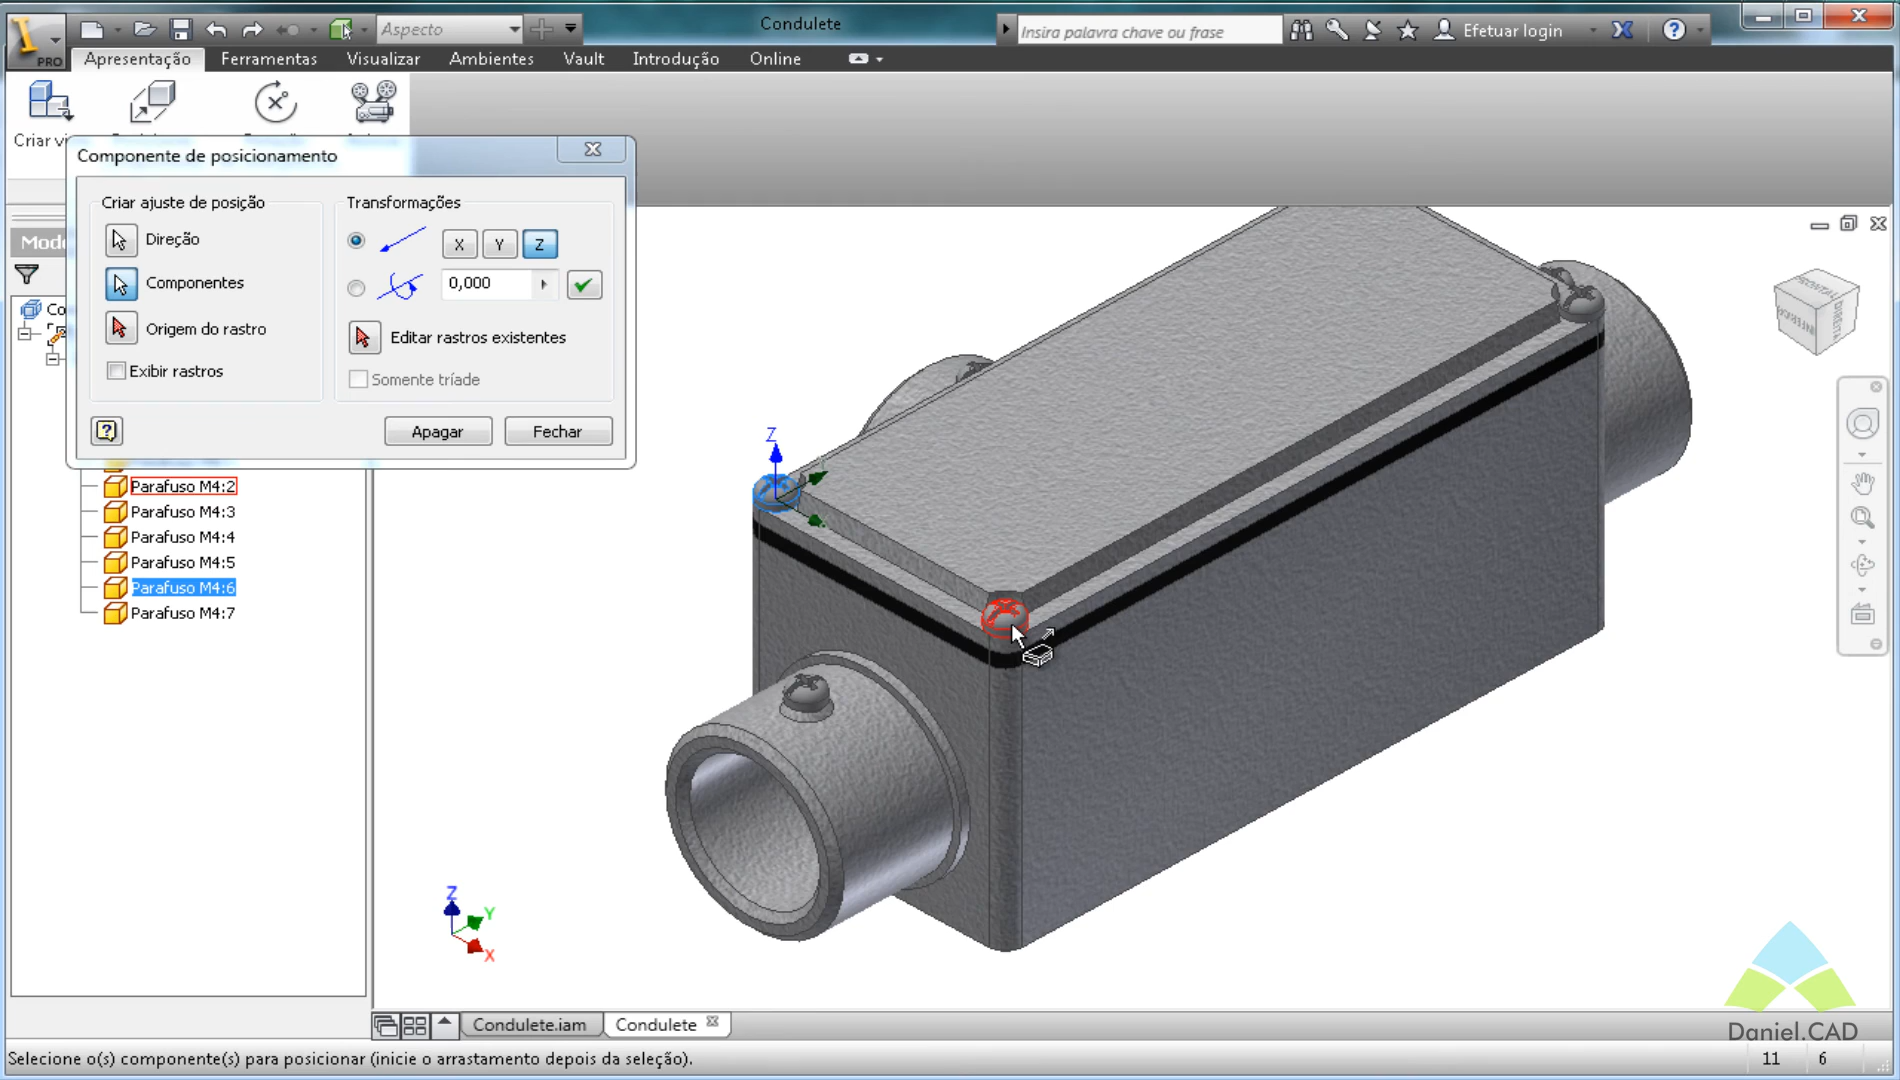 Condulete
Aspecto
Insira palavra chave ou frase
Efetuar login
PRO
Apresentação
Ferramentas
Visualizar
Ambientes
Vault
Introdução
Online
Criar
Componente de posicionamento
Criar ajuste de posição
Transformações
Direção
X
Y
Z
Componentes
0,000
Origem do rastro
Editar rastros existentes
Exibir rastros
Somente tríade
Apagar
Fechar
Mode
Co
Parafuso M4:2
Parafuso M4:3
Parafuso M4:4
Parafuso M4:5
Parafuso M4:6
Parafuso M4:7
Z
Z
Y
X
Condulete.iam
Condulete
Daniel.CAD
Selecione o(s) componente(s) para posicionar (inicie o arrastamento depois da seleção).
11
6